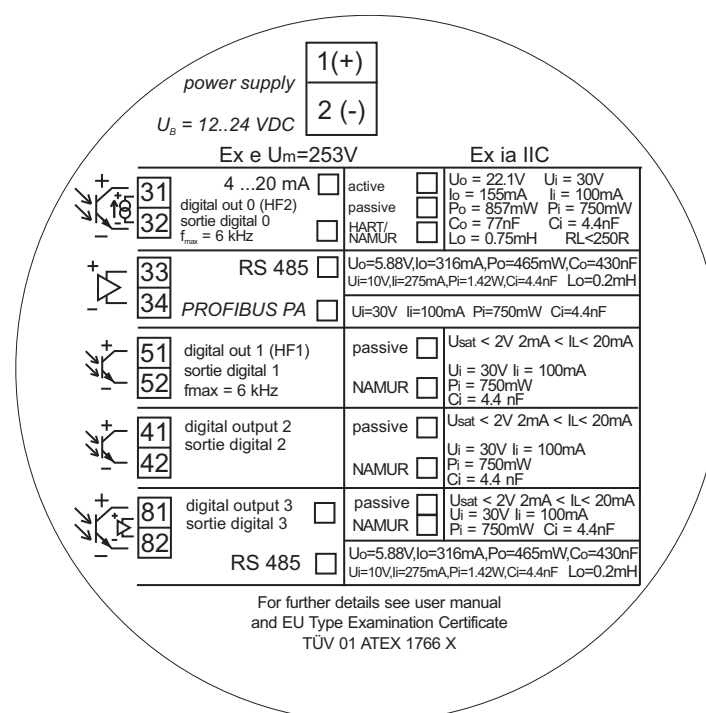 1(+)
power supply
2 (-)
UB = 12..24 VDC
Ex e Um=253V Ex ia IIC
+ 31 4 ...20 mA active Uo = 22.1V Ui = 30V
digital out 0 (HF2) Io = 155mA Ii = 100mA
sortie digital 0 passive Po = 857mW Pi = 750mW
- 32 fmax = 6 kHz HART/ Co = 77nF Ci = 4.4nF
NAMUR Lo = 0.75mH RL<250R
+ 33 RS 485 Uo=5.88V,Io=316mA,Po=465mW,Co=430nF
Ui=10V,Ii=275mA,Pi=1.42W,Ci=4.4nF Lo=0.2mH
- 34 PROFIBUS PA Ui=30V Ii=100mA Pi=750mW Ci=4.4nF
+ 51 digital out 1 (HF1) passive Usat < 2V 2mA < IL< 20mA
sortie digital 1 Ui = 30V Ii = 100mA
- 52 fmax = 6 kHz NAMUR Pi = 750mW
Ci = 4.4 nF
+ 41 digital output 2 passive Usat < 2V 2mA < IL< 20mA
sortie digital 2 Ui = 30V Ii = 100mA
- 42 NAMUR Pi = 750mW
Ci = 4.4 nF
+ 81 digital output 3 passive Usat < 2V 2mA < IL< 20mA
sortie digital 3 NAMUR Ui = 30V Ii = 100mA
Pi = 750mW Ci = 4.4nF
- 82 RS 485 Uo=5.88V,Io=316mA,Po=465mW,Co=430nF
Ui=10V,Ii=275mA,Pi=1.42W,Ci=4.4nF Lo=0.2mH
For further details see user manual
and EU Type Examination Certificate
TÜV 01 ATEX 1766 X